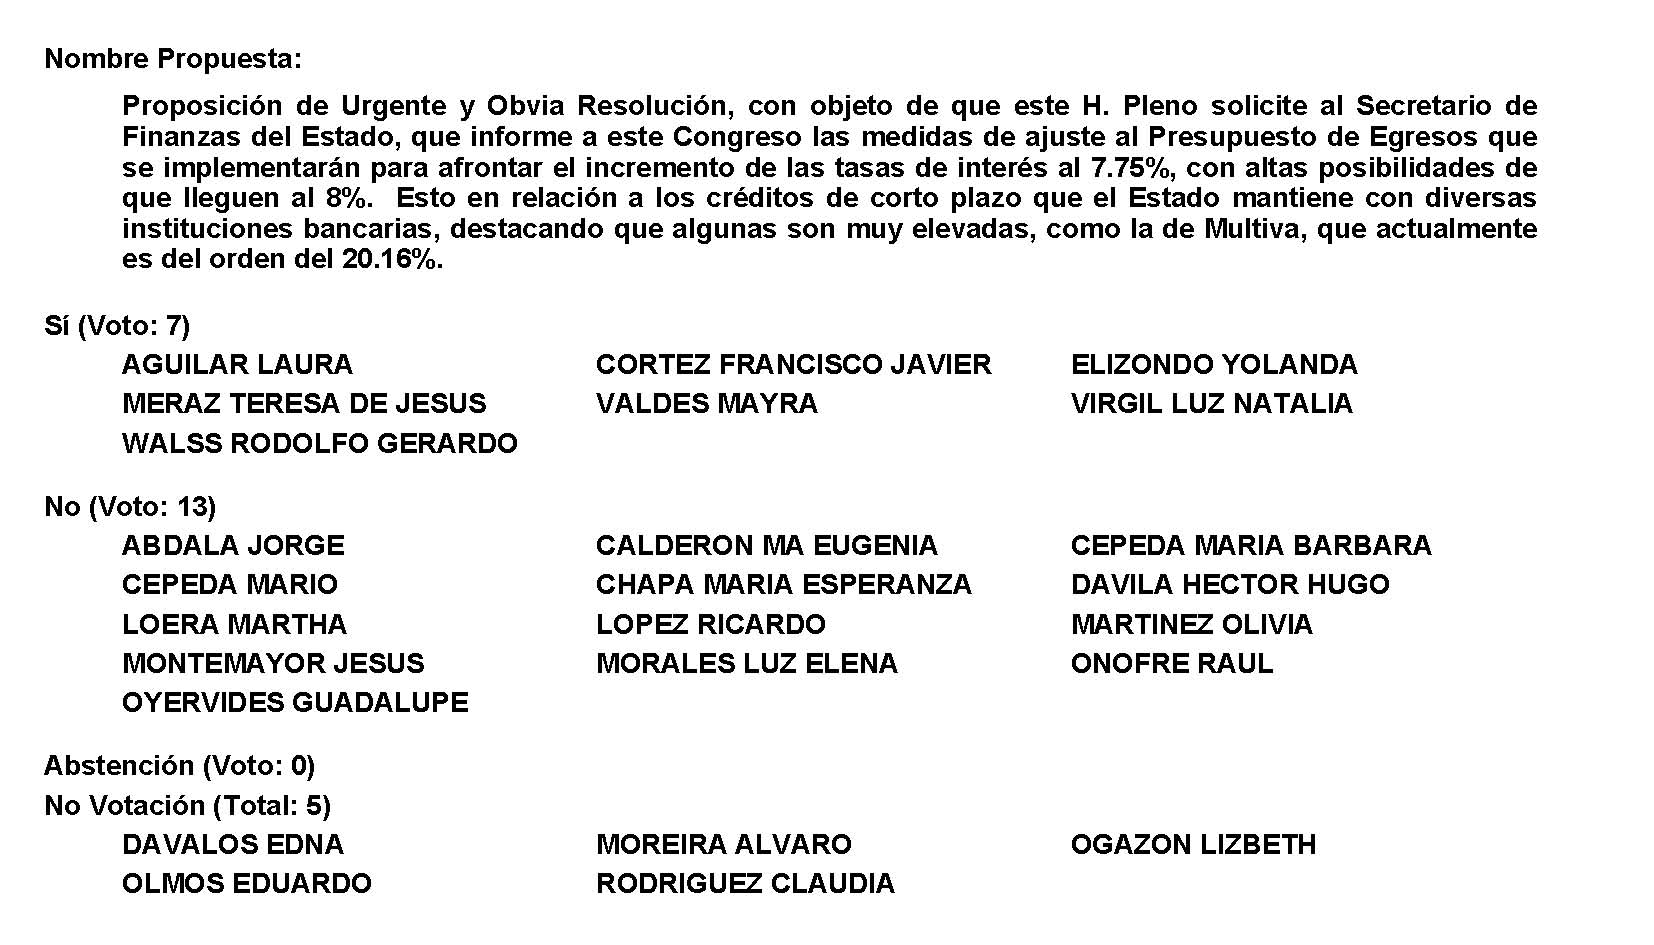 Nombre Propuesta:
Proposición de Urgente y Obvia Resolución, con objeto de que este H. Pleno solicite al Secretario de
Finanzas del Estado, que informe a este Congreso las medidas de ajuste al Presupuesto de Egresos que
se implementarán para afrontar el incremento de las tasas de interés al 7.75%, con altas posibilidades de
que lleguen al 8%.  Esto en relación a los créditos de corto plazo que el Estado mantiene con diversas
instituciones bancarias, destacando que algunas son muy elevadas, como la de Multiva, que actualmente
es del orden del 20.16%.
Sí (Voto: 7)
AGUILAR LAURA CORTEZ FRANCISCO JAVIER ELIZONDO YOLANDA
MERAZ TERESA DE JESUS VALDES MAYRA VIRGIL LUZ NATALIA
WALSS RODOLFO GERARDO
No (Voto: 13)
ABDALA JORGE CALDERON MA EUGENIA CEPEDA MARIA BARBARA
CEPEDA MARIO CHAPA MARIA ESPERANZA DAVILA HECTOR HUGO
LOERA MARTHA LOPEZ RICARDO MARTINEZ OLIVIA
MONTEMAYOR JESUS MORALES LUZ ELENA ONOFRE RAUL
OYERVIDES GUADALUPE
Abstención (Voto: 0)
No Votación (Total: 5)
DAVALOS EDNA MOREIRA ALVARO OGAZON LIZBETH
OLMOS EDUARDO RODRIGUEZ CLAUDIA